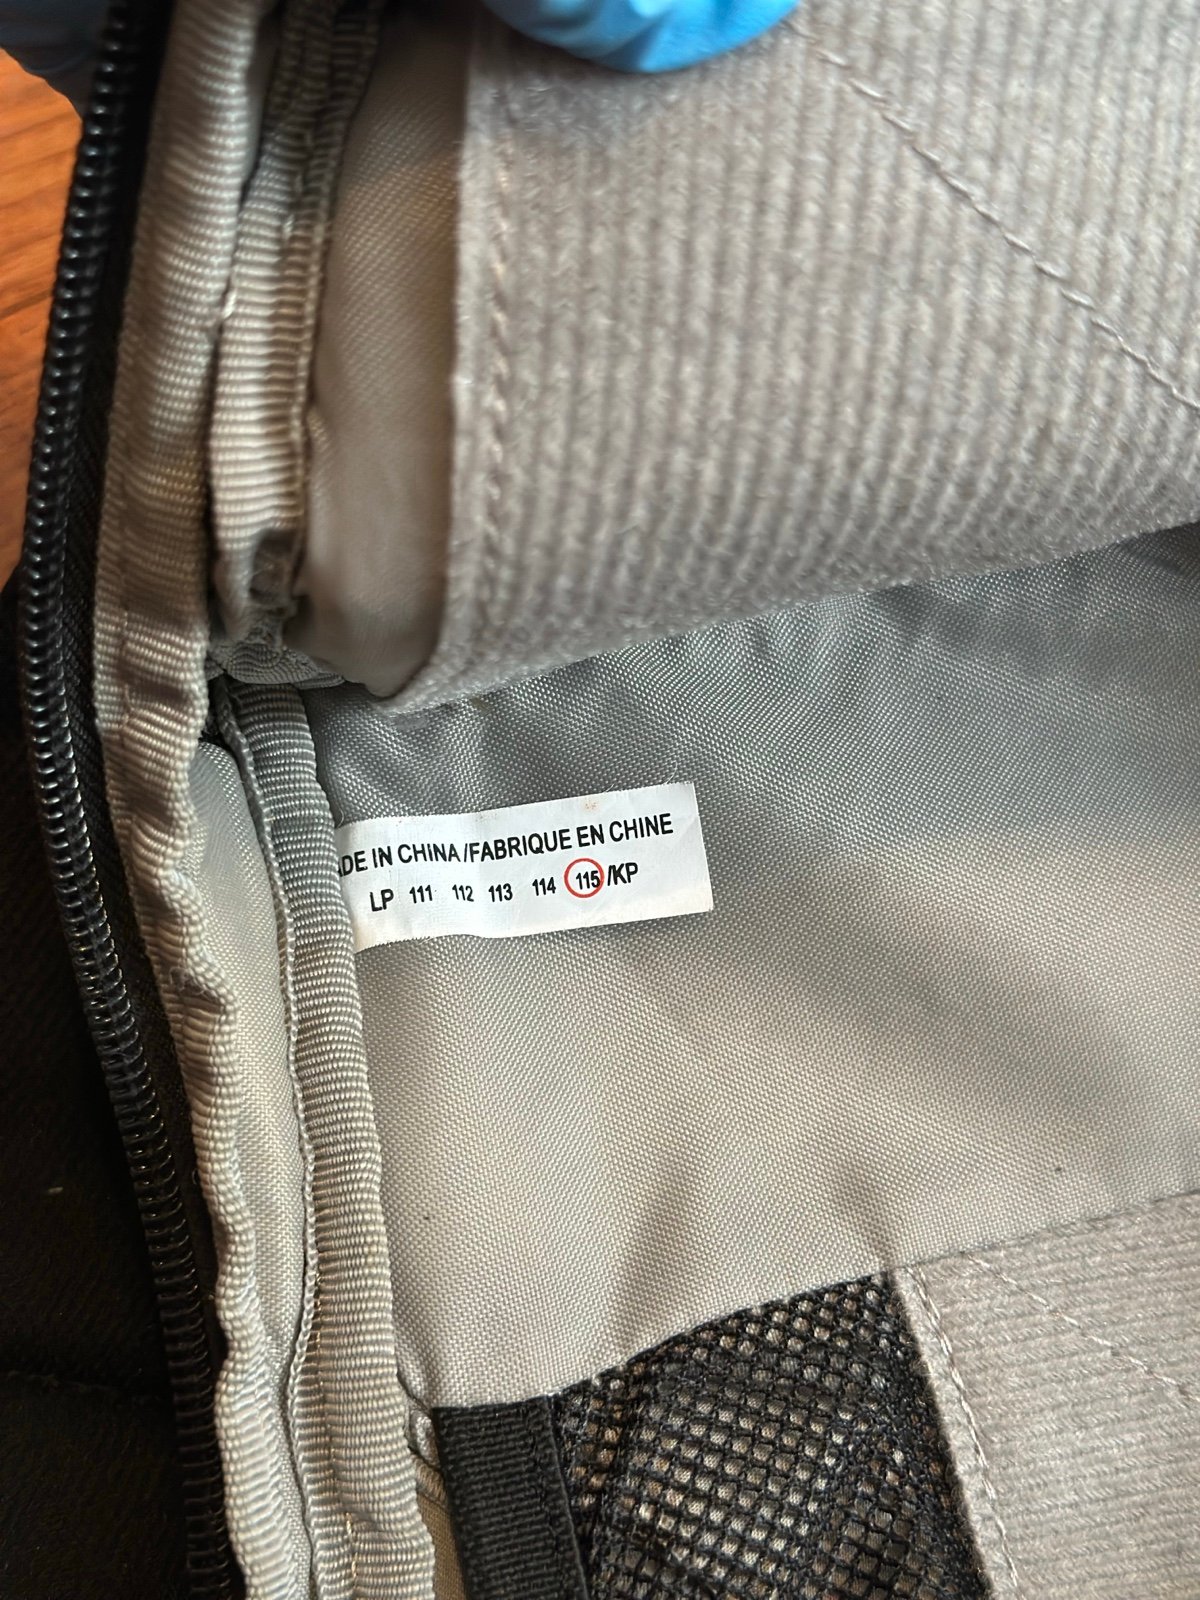 ADE IN CHINA/FABRIQUE EN CHINE
LP 111 112 113 114 115/KP